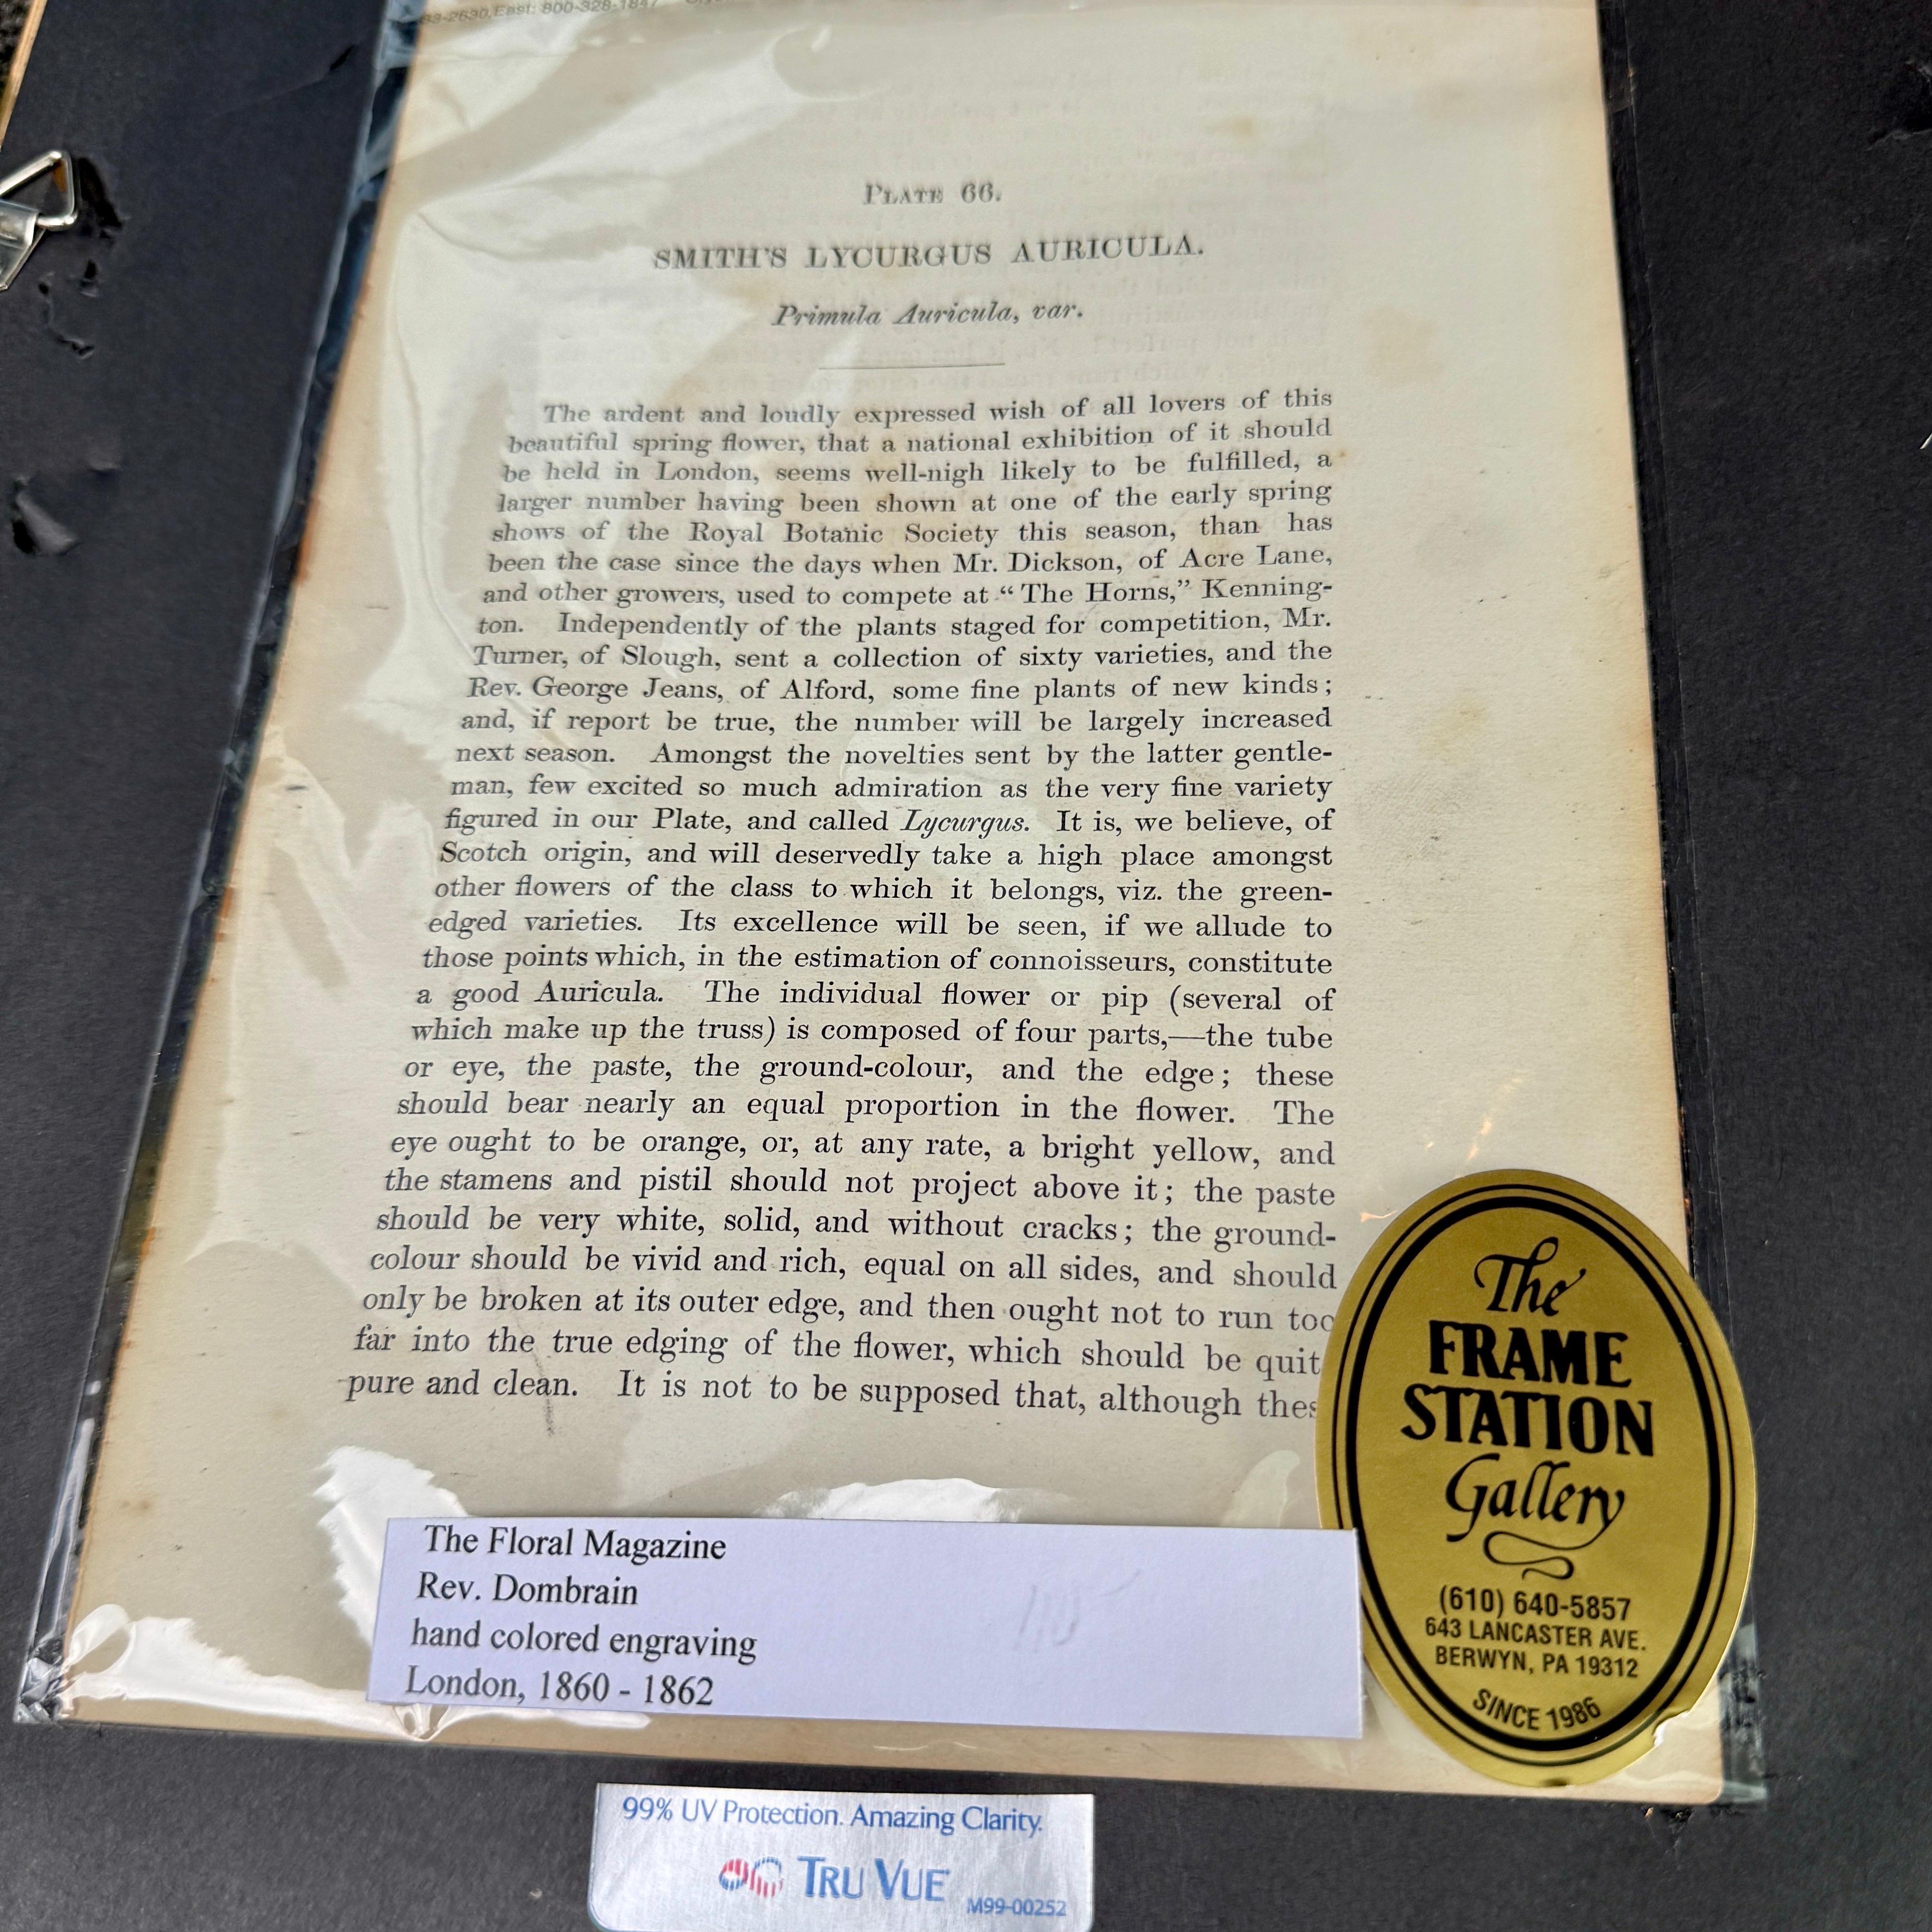 PLATE 66.
SMITH'S LYCURGUS AURICULA.
Primula Auricula, var.
The ardent and loudly expressed wish of all lovers of this
beautiful spring flower, that a national exhibition of it should
be held in London, seems well-nigh likely to be fulfilled, a
larger number having been shown at one of the early spring
shows of the Royal Botanic Society this season, than has
been the case since the days when Mr. Dickson, of Acre Lane,
and other growers, used to compete at “The Horns,” Kenning-
ton. Independently of the plants staged for competition, Mr.
Turner, of Slough, sent a collection of sixty varieties, and the
Rev. George Jeans, of Alford, some fine plants of new kinds;
and, if report be true, the number will be largely increased
next season. Amongst the novelties sent by the latter gentle-
man, few excited so much admiration as the very fine variety
figured in our Plate, and called Lycurgus. It is, we believe, of
Scotch origin, and will deservedly take a high place amongst
other flowers of the class to which it belongs, viz. the green-
edged varieties. Its excellence will be seen, if we allude to
those points which, in the estimation of connoisseurs, constitute
a good Auricula. The individual flower or pip (several of
which make up the truss) is composed of four parts,—the tube
or eye, the paste, the ground-colour, and the edge; these
should bear nearly an equal proportion in the flower. The
eye ought to be orange, or, at any rate, a bright yellow, and
the stamens and pistil should not project above it; the paste
should be very white, solid, and without cracks; the ground-
colour should be vivid and rich, equal on all sides, and should
only be broken at its outer edge, and then ought not to run too
far into the true edging of the flower, which should be quit
pure and clean. It is not to be supposed that, although thes
The
FRAME
STATION
Gallery
(610) 640-5857
643 LANCASTER AVE.
BERWYN, PA 19312
SINCE 1986
The Floral Magazine
Rev. Dombrain
hand colored engraving
London, 1860 - 1862
99% UV Protection. Amazing Clarity.
TRU VUE
M99-00252